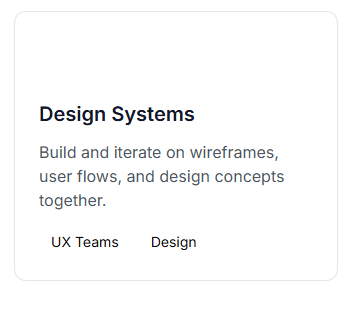 Design Systems
Build and iterate on wireframes,
user flows, and design concepts
together.
UX Teams Design